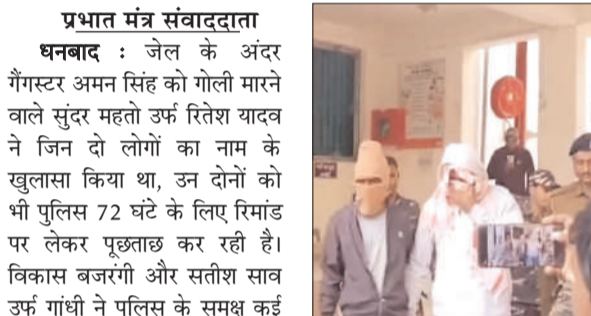 प्रभात मंत्र संवाददाता
धनबाद : जेल के अंदर
गैंगस्टर अमन सिंह को गोली मारने
वाले सुंदर महतो उर्फ रितेश यादव
ने जिन दो लोगों का नाम के
खुलासा किया था, उन दोनों को
भी पुलिस 72 घंटे के लिए रिमांड
पर लेकर पूछताछ कर रही है।
विकास बजरंगी और सतीश साव
उर्फ गांधी ने पुलिस के समक्ष कई